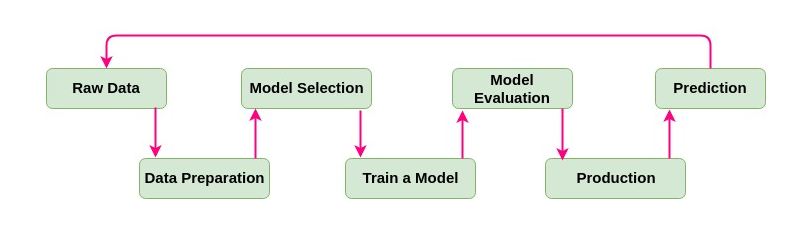 Raw Data
Data Preparation
Model Selection
Train a Model
Model
Evaluation
Production
Prediction